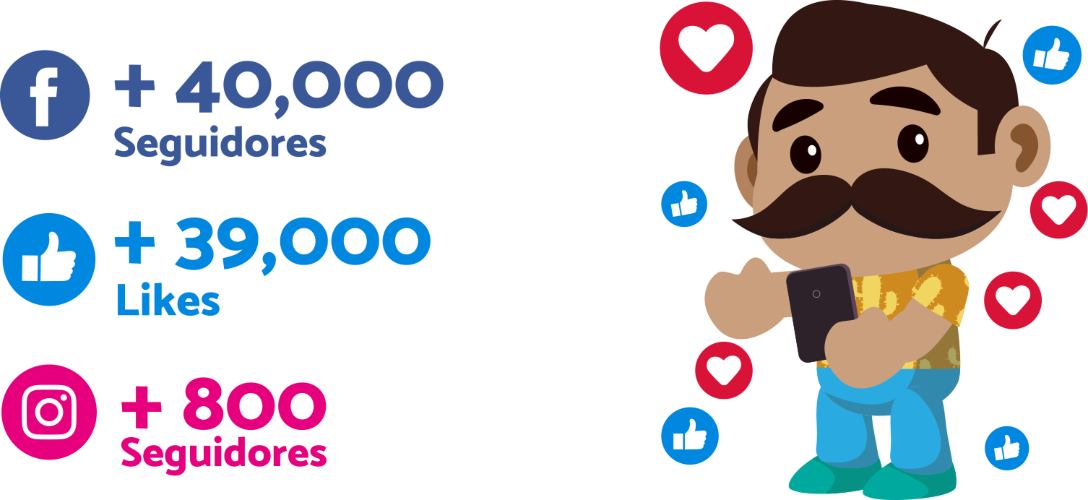 + 40,000
Seguidores
+ 39,000
Likes
+ 800
Seguidores